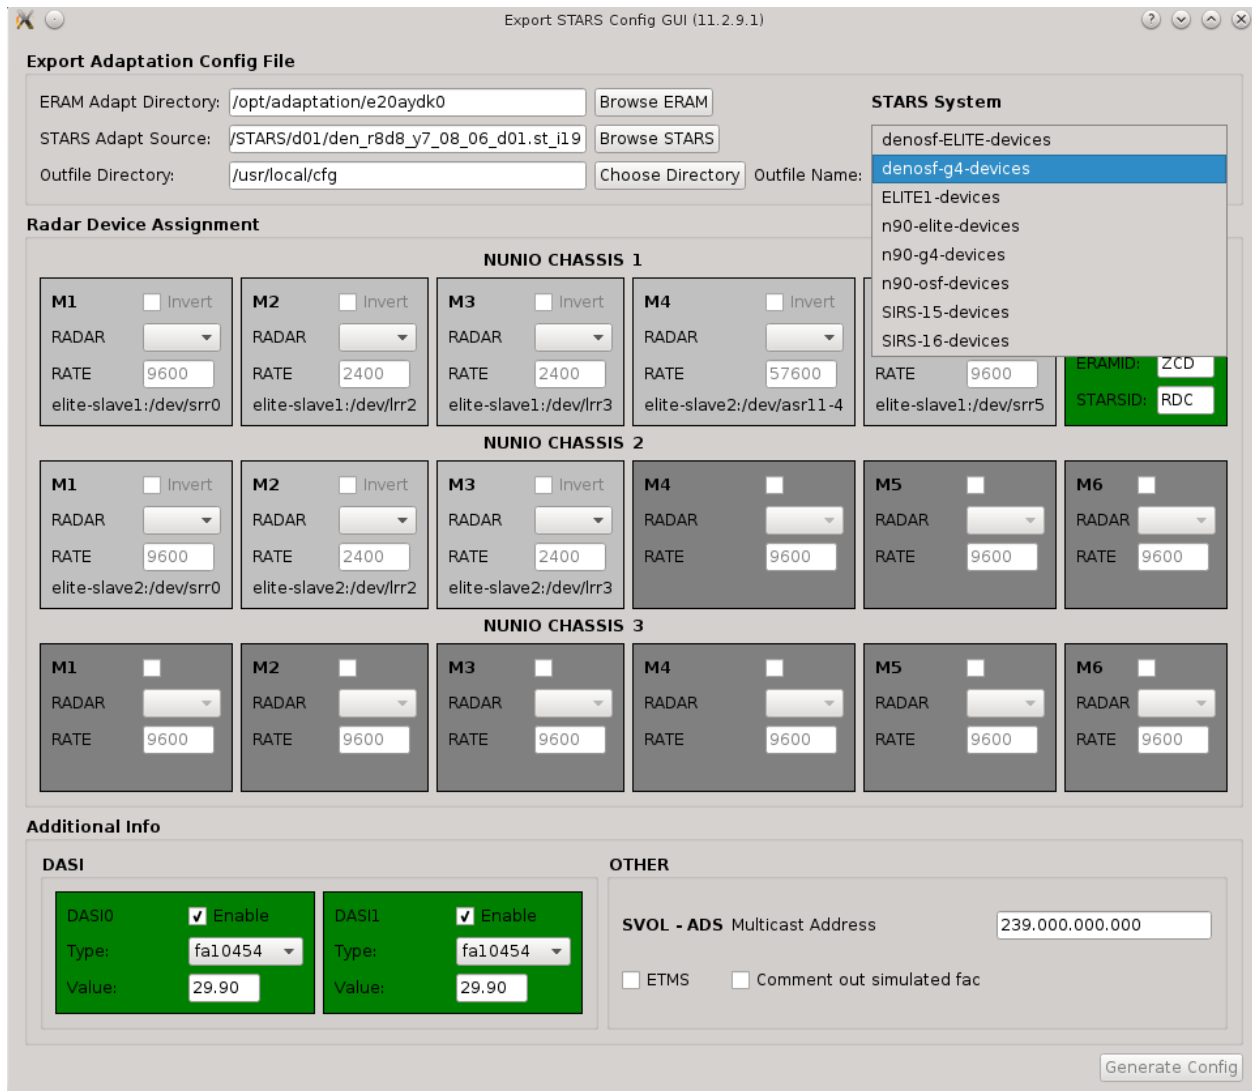 Export STARS Config GUI (11.2.9.1)
Export Adaptation Config File
ERAM Adapt Directory: /opt/adaptation/e20aydk0 Browse ERAM STARS System
STARS Adapt Source: /STARS/d01/den_r8d8_y7_08_06_d01.st_i19 Browse STARS
Outfile Directory: /usr/local/cfg Choose Directory Outfile Name:
denosf-ELITE-devices
denosf-g4-devices
ELITE1-devices
n90-elite-devices
n90-g4-devices
n90-osf-devices
SIRS-15-devices
SIRS-16-devices
Radar Device Assignment
NUNIO CHASSIS 1
M1 Invert M2 Invert M3 Invert M4 Invert
RADAR RADAR RADAR RADAR
RATE 9600 RATE 2400 RATE 2400 RATE 57600 RATE 9600 ERAMID: ZCD
elite-slave1:/dev/srr0 elite-slave1:/dev/lrr2 elite-slave1:/dev/lrr3 elite-slave2:/dev/asr11-4 elite-slave1:/dev/srr5 STARSID: RDC
NUNIO CHASSIS 2
M1 Invert M2 Invert M3 Invert M4 M5 M6
RADAR RADAR RADAR RADAR RADAR RADAR
RATE 9600 RATE 2400 RATE 2400 RATE 9600 RATE 9600 RATE 9600
elite-slave2:/dev/srr0 elite-slave2:/dev/lrr2 elite-slave2:/dev/lrr3
NUNIO CHASSIS 3
M1 M2 M3 M4 M5 M6
RADAR RADAR RADAR RADAR RADAR RADAR
RATE 9600 RATE 9600 RATE 9600 RATE 9600 RATE 9600 RATE 9600
Additional Info
DASI OTHER
DASI0 Enable DASI1 Enable
SVOL - ADS Multicast Address 239.000.000.000
Type: fa10454 Type: fa10454
ETMS Comment out simulated fac
Value: 29.90 Value: 29.90
Generate Config